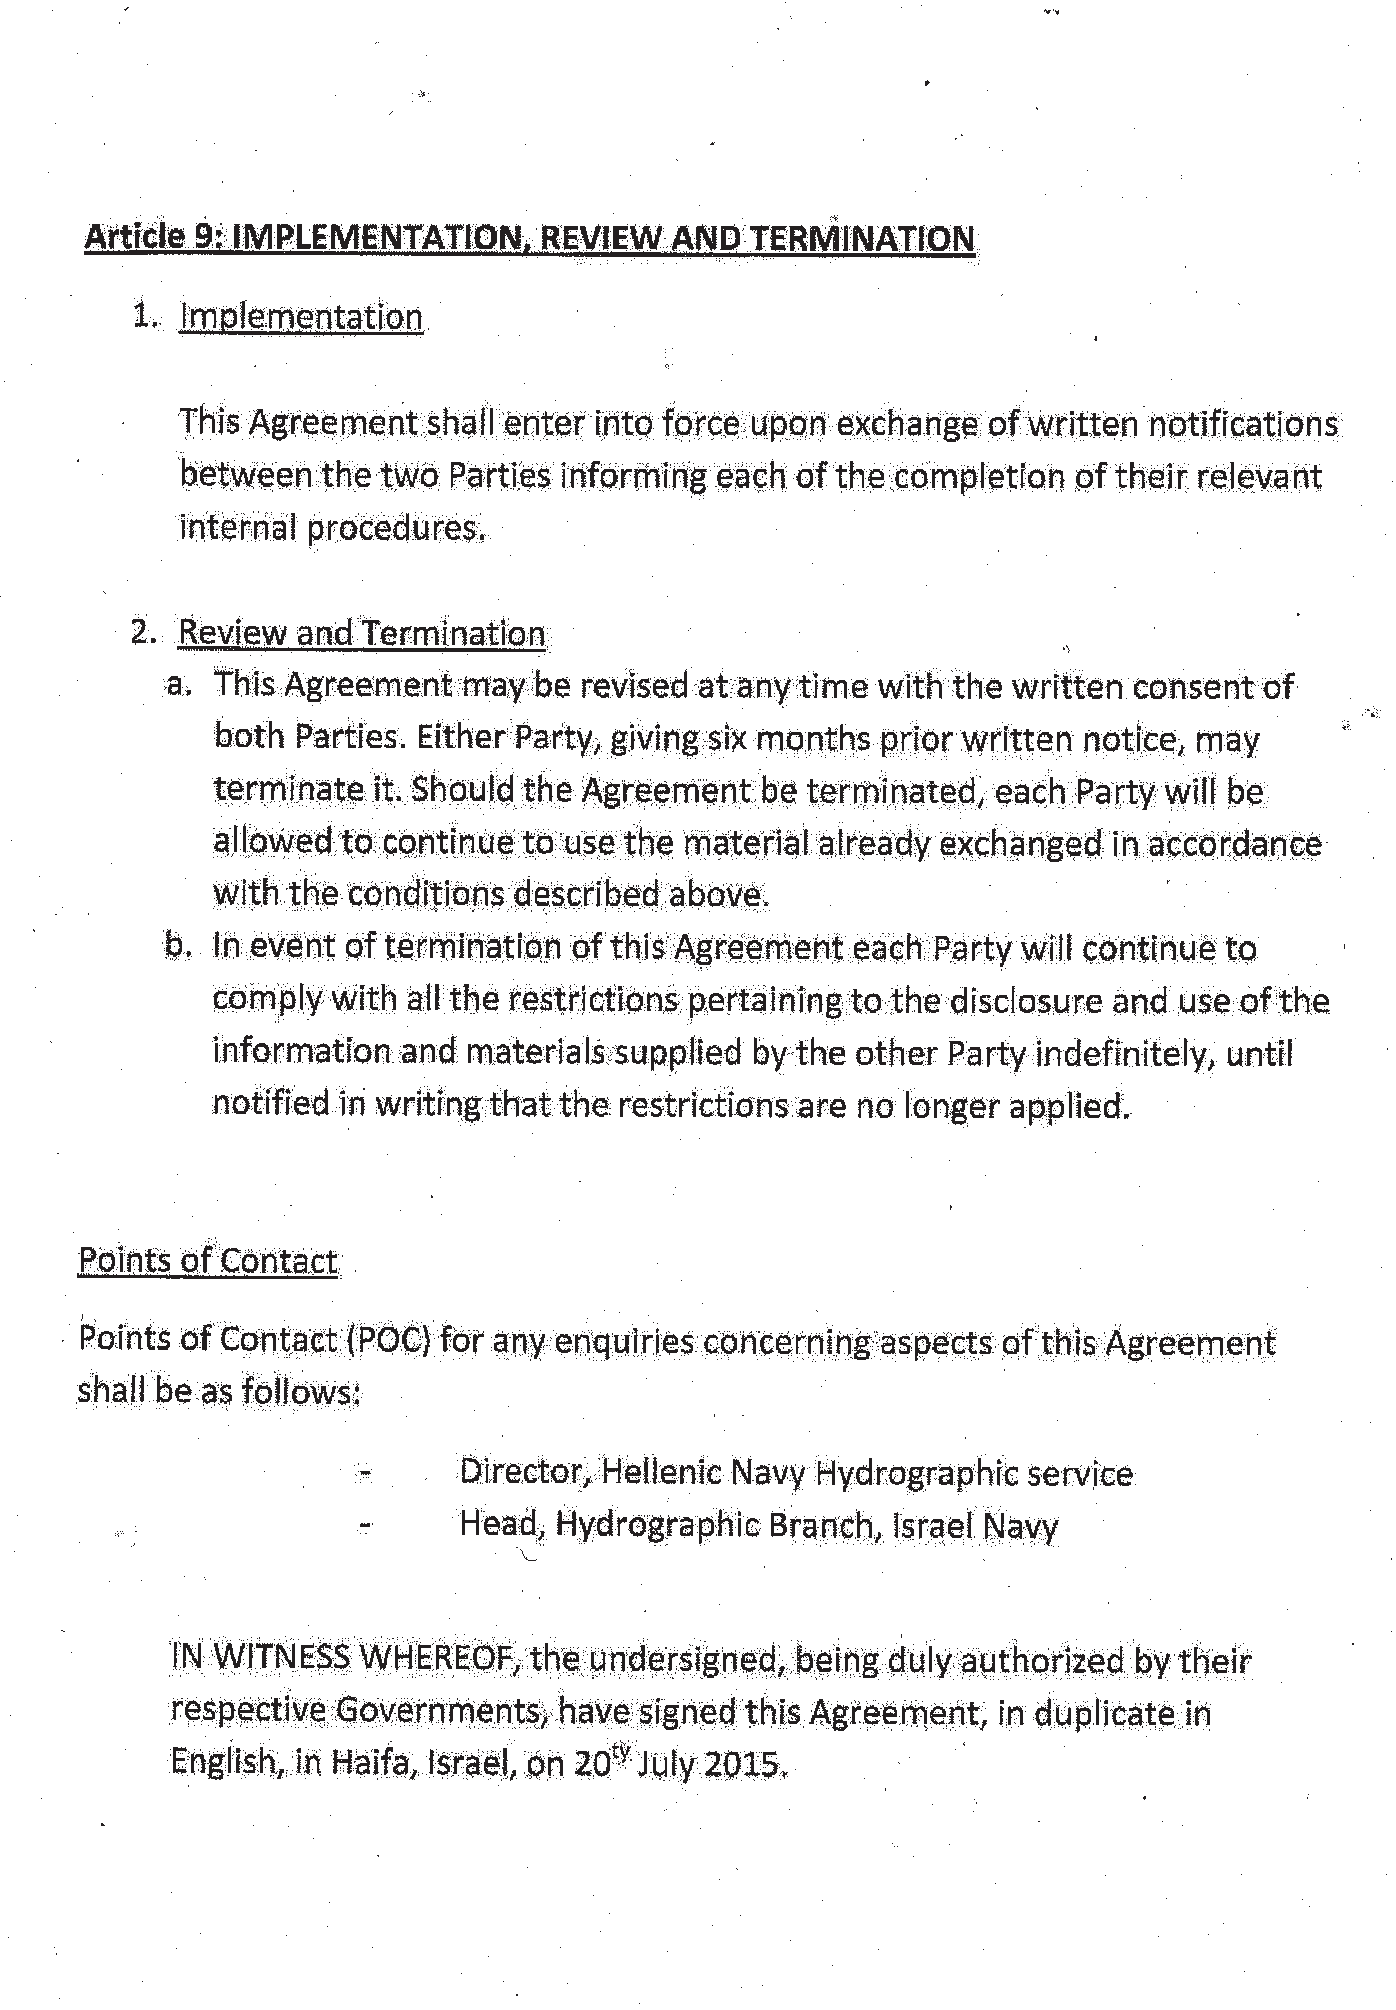 Article 9: IMPLEMENTATION, REVIEW AND TERMINATION
1. Implementation
This Agreement shall enter into force upon exchange of written notifications
between the two Parties informing each of the completion of their relevant
internal procedures.
2. Review and Termination
a. This Agreement may be revised at any time with the written consent of
both Parties. Either Party, giving six months prior written notice, may
terminate it. Should the Agreement be terminated, each Party will be
allowed to continue to use the material already exchanged in accordance
with the conditions described above.
b. In event of termination of this Agreement each Party will continue to
comply with all the restrictions pertaining to the disclosure and use of the
information and materials supplied by the other Party indefinitely, until
notified in writing that the restrictions are no longer applied.
Points of Contact
Points of Contact (POC) for any enquiries concerning aspects of this Agreement
shall be as follows:
- Director, Hellenic Navy Hydrographic service
- Head, Hydrographic Branch, Israel Navy
IN WITNESS WHEREOF, the undersigned, being duly authorized by their
respective Governments, have signed this Agreement, in duplicate in
English, in Haifa, Israel, on 20ty July 2015.